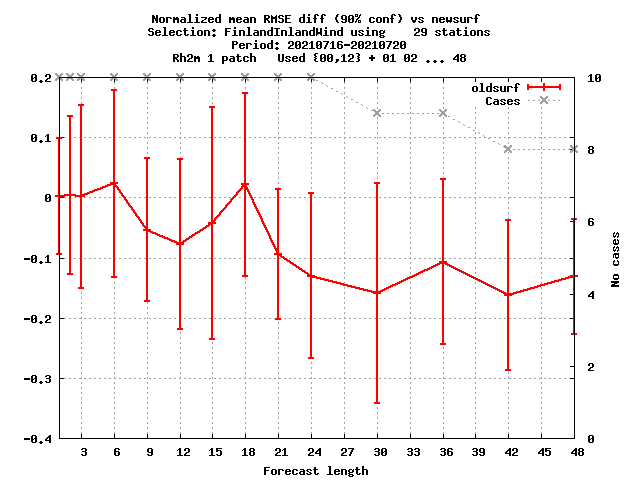 Normalized mean RMSE diff (90% conf) vs newsurf
Selection: FinlandInlandWind using    29 stations
Period: 20210716-20210720
Rh2m 1 patch   Used {00,12} + 01 02 ... 48
oldsurf
Cases
0.2
0.1
0
-0.1
-0.2
-0.3
-0.4
10
8
6
4
2
0
No cases
3 6 9 12 15 18 21 24 27 30 33 36 39 42 45 48
Forecast length